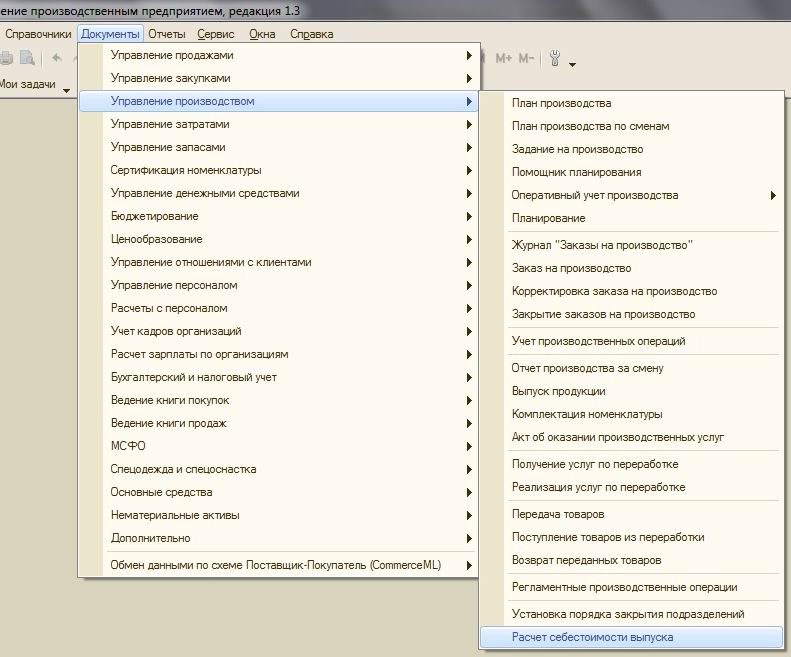 ение производственным предприятием, редакция 1.3
Справочники Документы Отчеты Сервис Окна Справка
M+ M-
Мои задачи
Управление продажами
Управление закупками
Управление производством
Управление затратами
Управление запасами
Сертификация номенклатуры
Управление денежными средствами
Бюджетирование
Ценообразование
Управление отношениями с клиентами
Управление персоналом
Расчеты с персоналом
Учет кадров организаций
Расчет зарплаты по организациям
Бухгалтерский и налоговый учет
Ведение книги покупок
Ведение книги продаж
МСФО
Спецодежда и спецоснастка
Основные средства
Нематериальные активы
Дополнительно
Обмен данными по схеме Поставщик-Покупатель (CommerceML)
План производства
План производства по сменам
Задание на производство
Помощник планирования
Оперативный учет производства
Планирование
Журнал "Заказы на производство"
Заказ на производство
Корректировка заказа на производство
Закрытие заказов на производство
Учет производственных операций
Отчет производства за смену
Выпуск продукции
Комплектация номенклатуры
Акт об оказании производственных услуг
Получение услуг по переработке
Реализация услуг по переработке
Передача товаров
Поступление товаров из переработки
Возврат переданных товаров
Регламентные производственные операции
Установка порядка закрытия подразделений
Расчет себестоимости выпуска